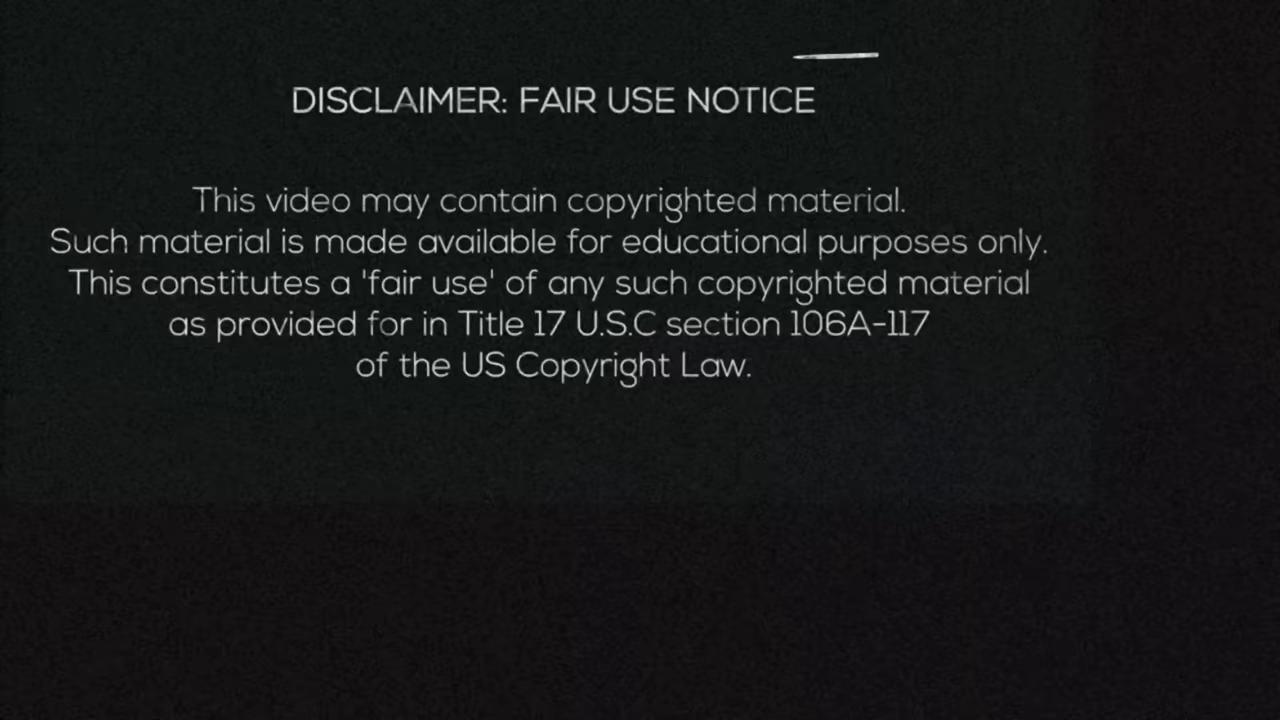 DISCLAIMER: FAIR USE NOTICE
This video may contain copyrighted material.
Such material is made available for educational purposes only.
This constitutes a 'fair use' of any such copyrighted material
as provided for in Title 17 U.S.C section 106A-117
of the US Copyright Law.